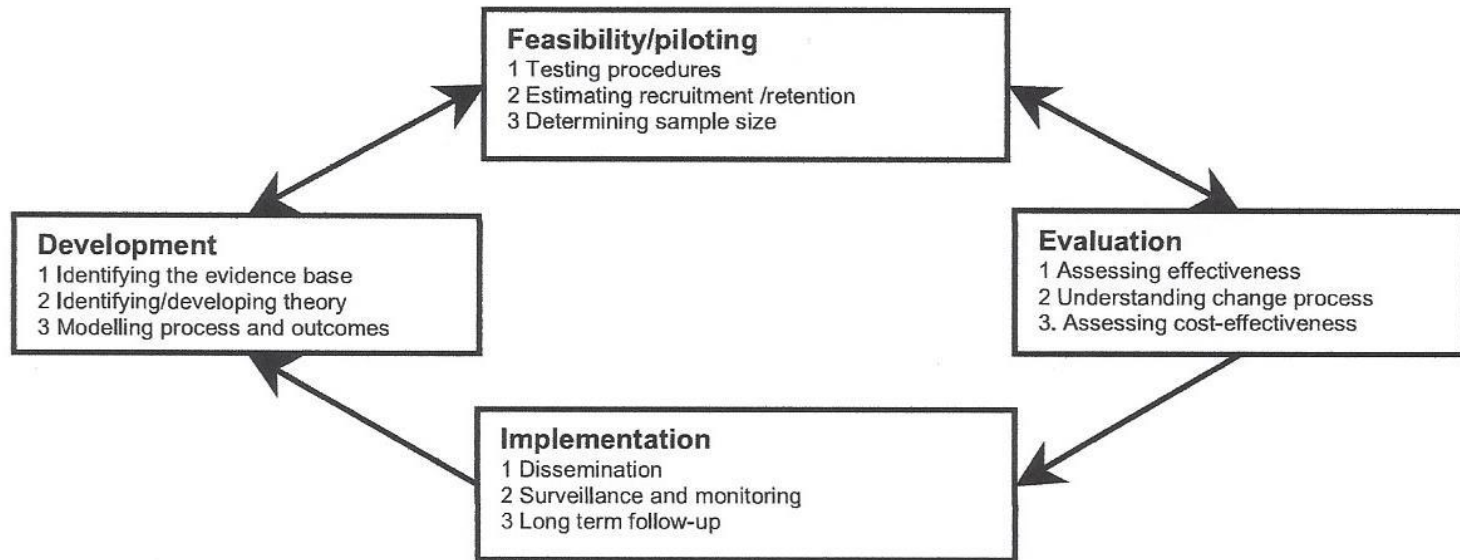 Feasibility/piloting
1 Testing procedures
2 Estimating recruitment /retention
3 Determining sample size
Development
1 Identifying the evidence base
2 Identifying/developing theory
3 Modelling process and outcomes
Evaluation
1 Assessing effectiveness
2 Understanding change process
3. Assessing cost-effectiveness
Implementation
1 Dissemination
2 Surveillance and monitoring
3 Long term follow-up